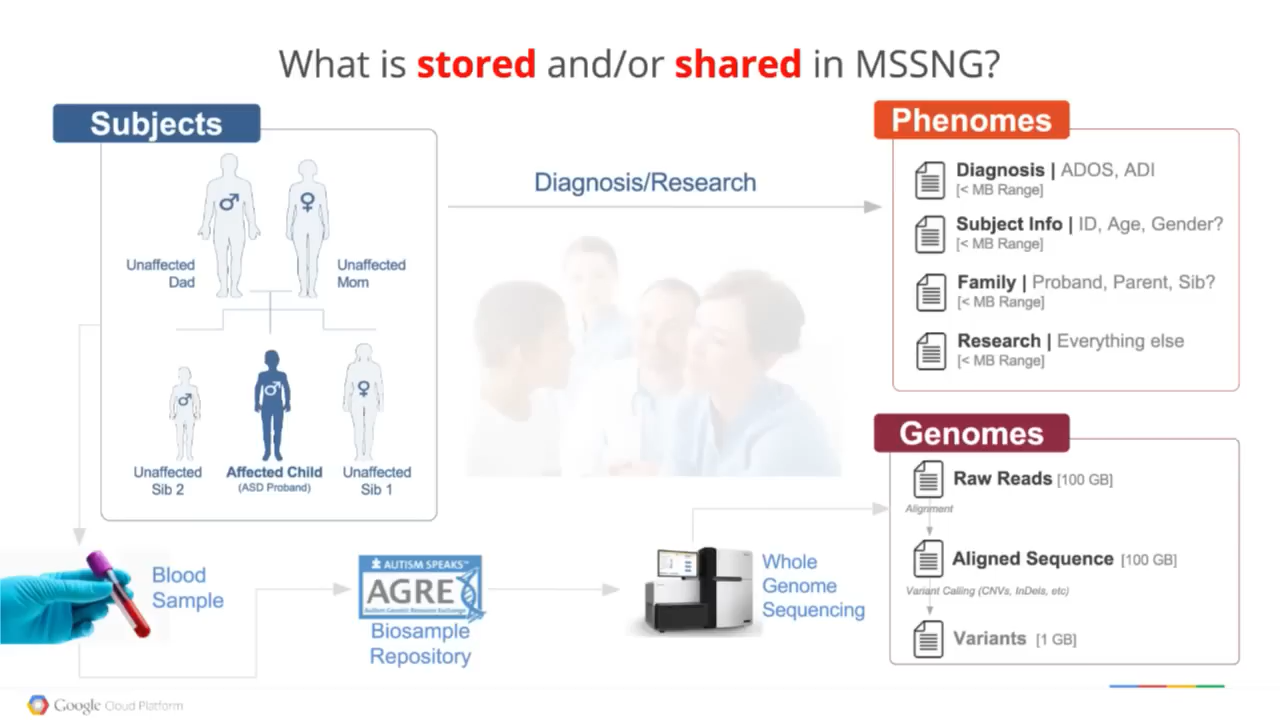 What is stored and/or shared in MSSNG?
Subjects
Unaffected
Dad
Unaffected
Mom
Unaffected
Sib 2
Affected Child
(ASD Proband)
Unaffected
Sib 1
Diagnosis/Research
Phenomes
Diagnosis | ADOS, ADI
[< MB Range]
Subject Info | ID, Age, Gender?
[< MB Range]
Family | Proband, Parent, Sib?
[< MB Range]
Research | Everything else
[< MB Range]
Genomes
Raw Reads [100 GB]
Alignment
Aligned Sequence [100 GB]
Variant Calling (CNVs, InDels, etc)
Variants [1 GB]
Blood
Sample
AUTISM SPEAKS™
AGRE
Autism Genetic Resource Exchange
Biosample
Repository
Whole
Genome
Sequencing
Google Cloud Platform